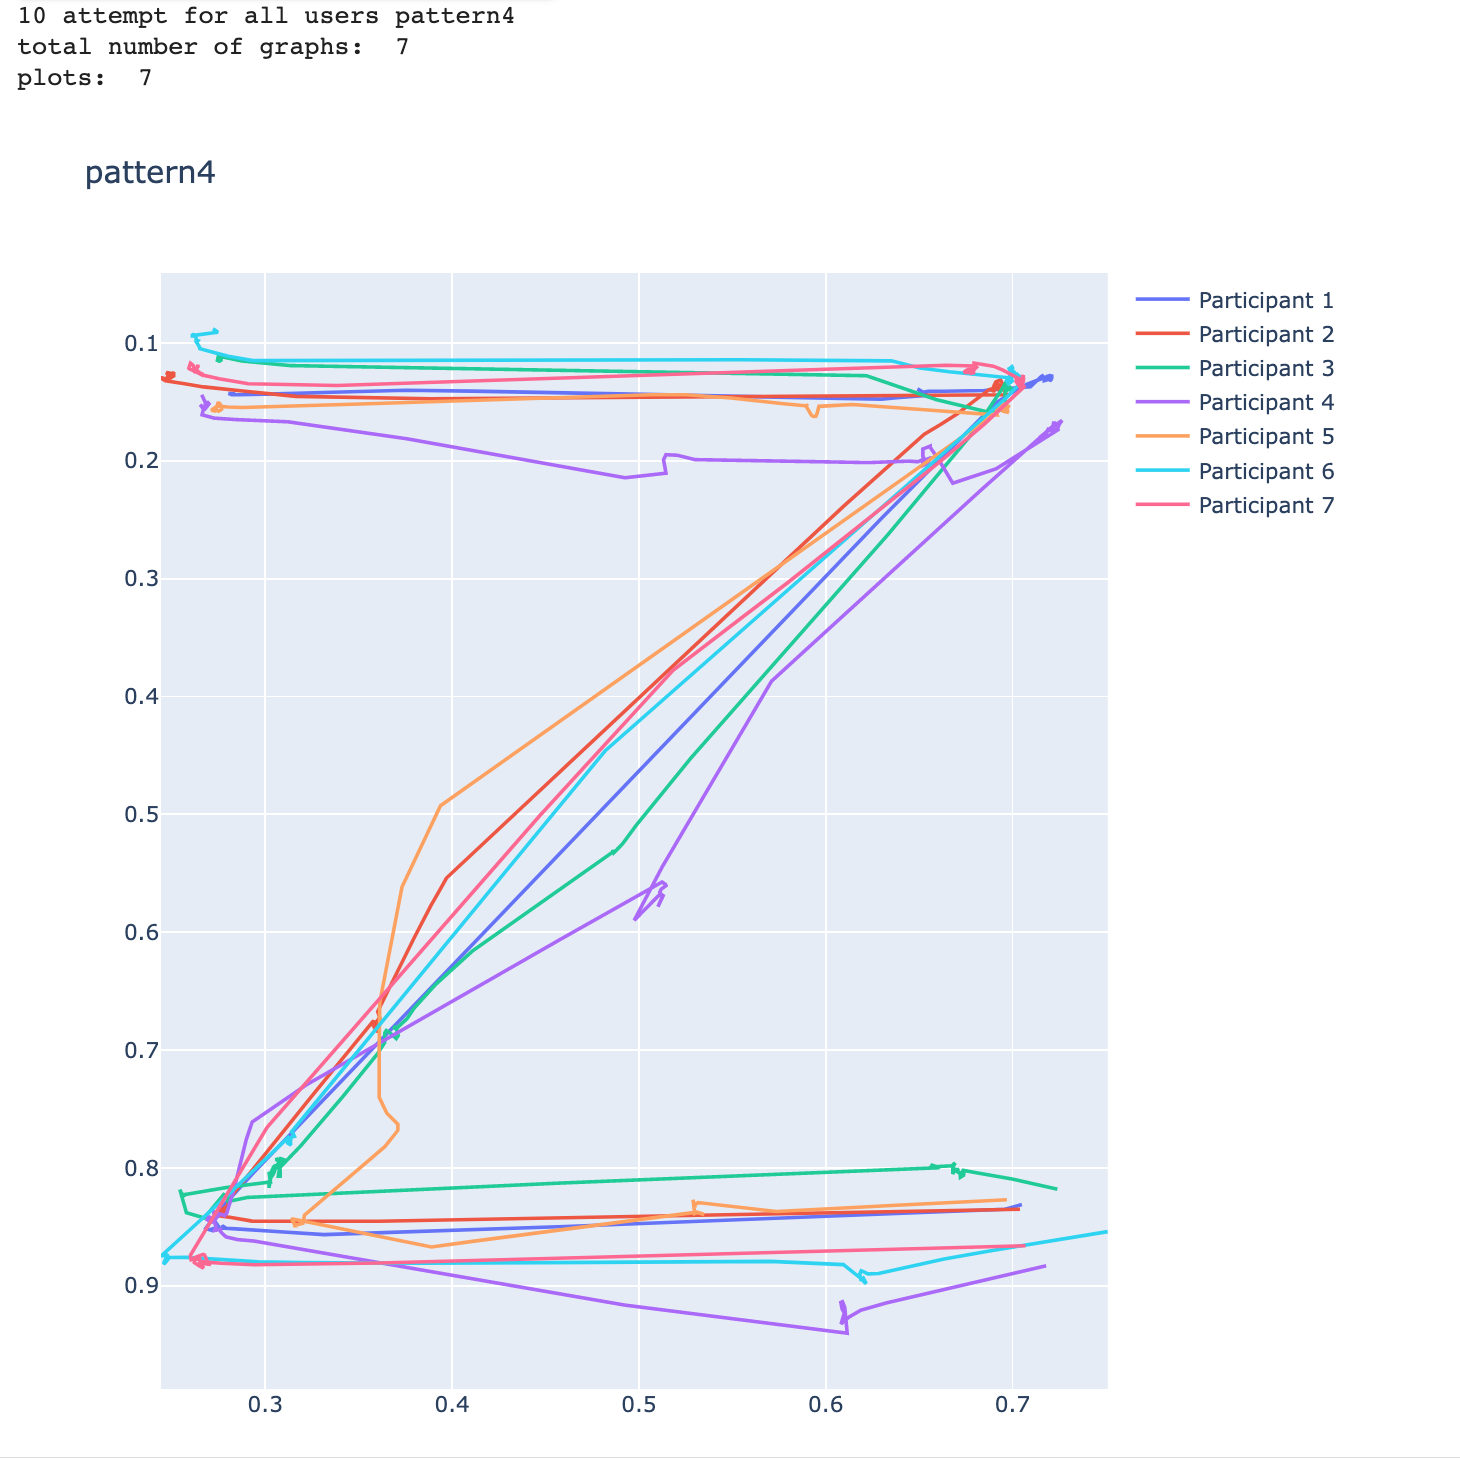 10 attempt for all users pattern4
total number of graphs:  7
plots:  7
pattern4
0.1
0.2
0.3
0.4
0.5
0.6
0.7
0.8
0.9
0.3
0.4
0.5
0.6
0.7
Participant 1
Participant 2
Participant 3
Participant 4
Participant 5
Participant 6
Participant 7